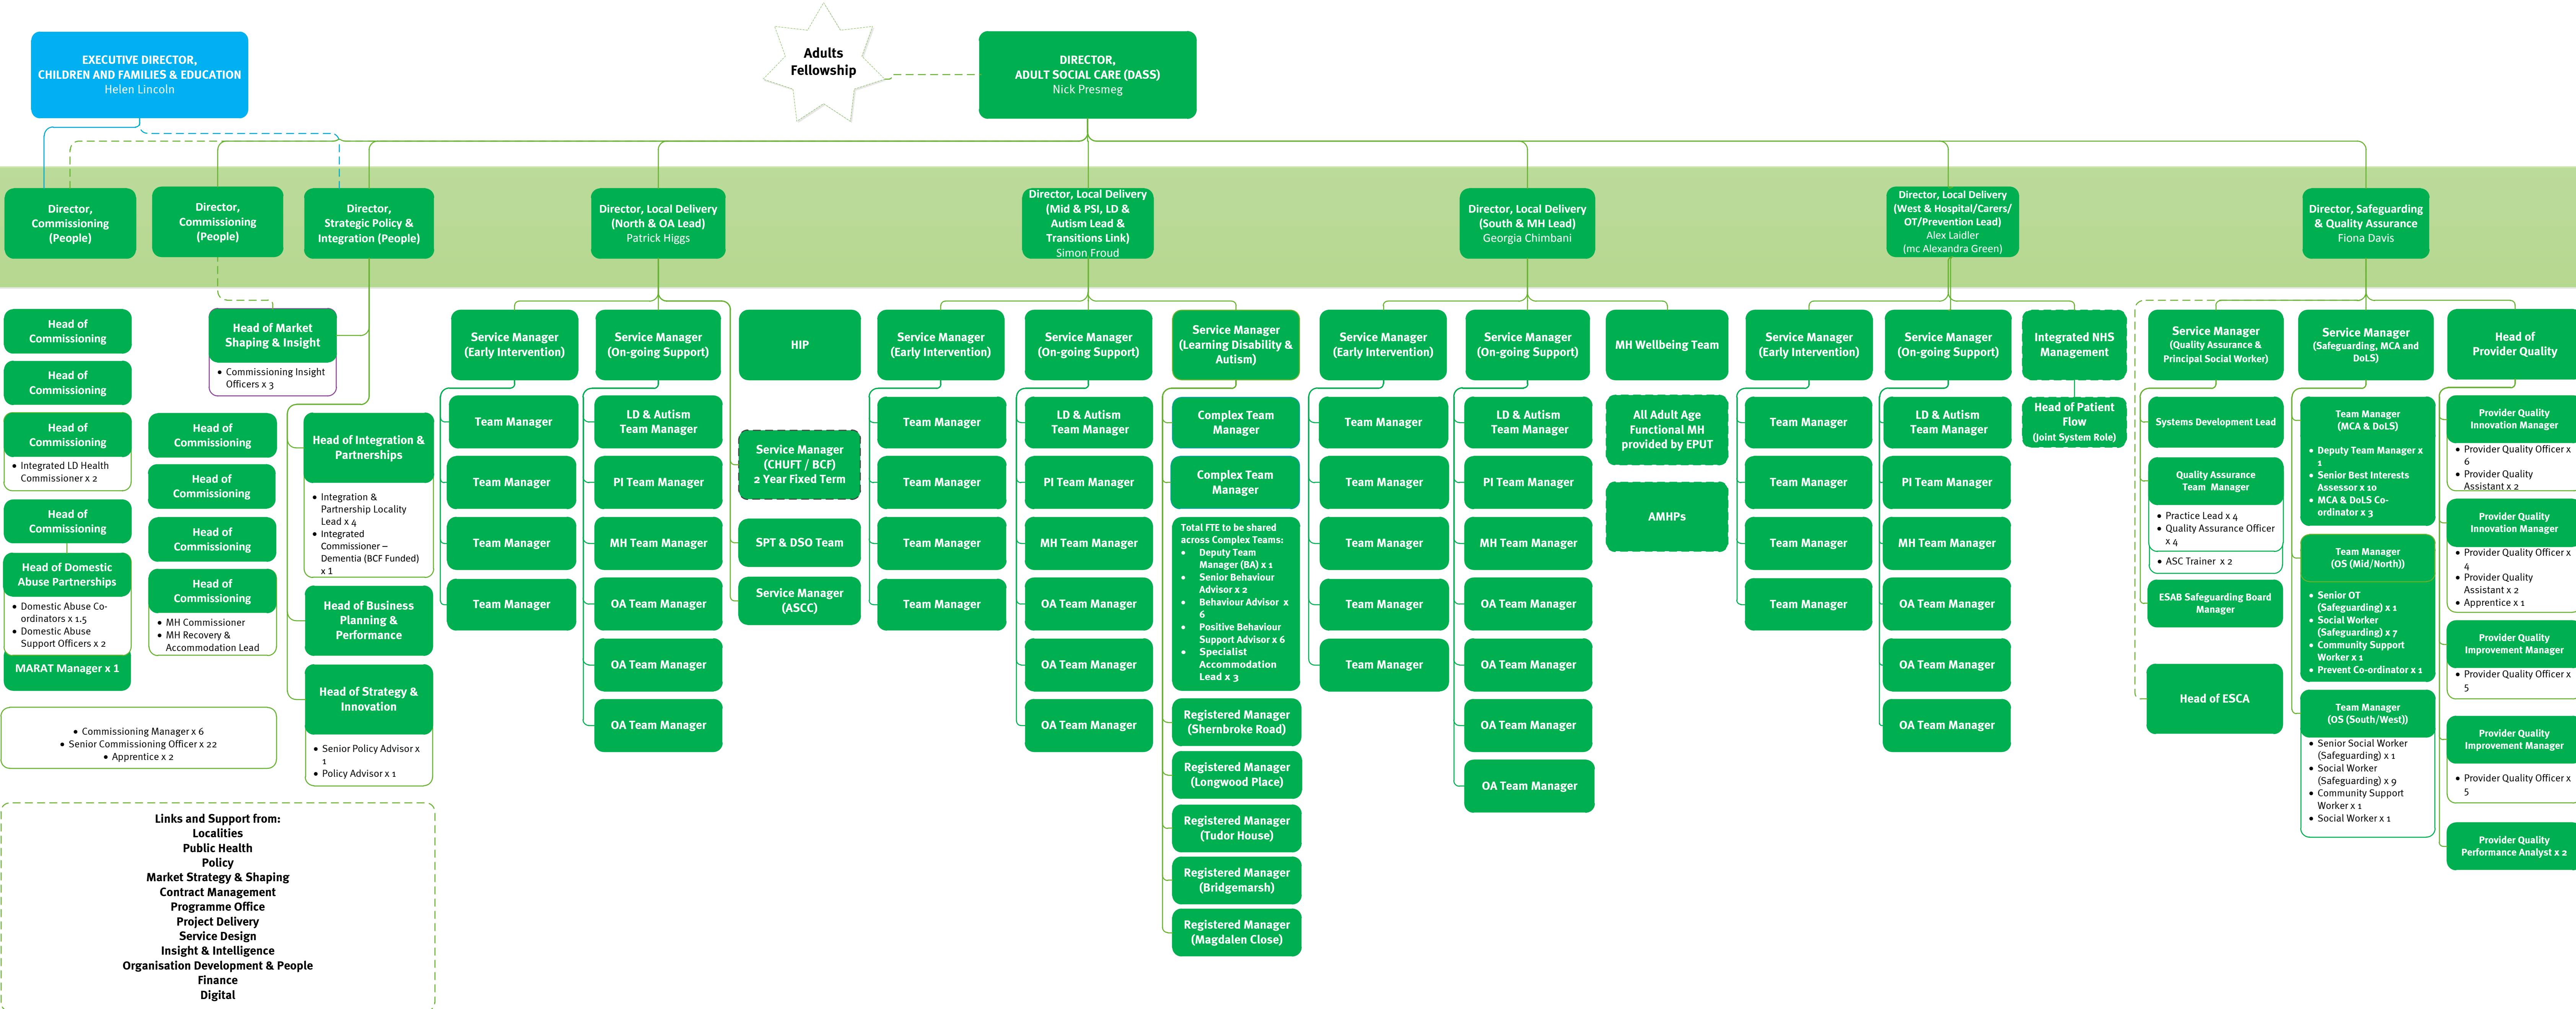 Adults
Fellowship
EXECUTIVE DIRECTOR,
CHILDREN AND FAMILIES & EDUCATION
Helen Lincoln
DIRECTOR,
ADULT SOCIAL CARE (DASS)
Nick Presmeg
Director,
Commissioning
(People)
Director,
Commissioning
(People)
Director,
Strategic Policy &
Integration (People)
Director, Local Delivery
(North & OA Lead)
Patrick Higgs
Director, Local Delivery
(Mid & PSI, LD &
Autism Lead &
Transitions Link)
Simon Froud
Director, Local Delivery
(South & MH Lead)
Georgia Chimbani
Director, Local Delivery
(West & Hospital/Carers/
OT/Prevention Lead)
Alex Laidler
(mc Alexandra Green)
Director, Safeguarding
& Quality Assurance
Fiona Davis
Head of
Commissioning
Head of
Commissioning
Head of
Commissioning
• Integrated LD Health
Commissioner x 2
Head of
Commissioning
Head of Domestic
Abuse Partnerships
• Domestic Abuse Co-
ordinators x 1.5
• Domestic Abuse
Support Officers x 2
MARAT Manager x 1
Head of Market
Shaping & Insight
• Commissioning Insight
Officers x 3
Head of
Commissioning
Head of
Commissioning
Head of
Commissioning
Head of
Commissioning
• MH Commissioner
• MH Recovery &
Accommodation Lead
• Commissioning Manager x 6
• Senior Commissioning Officer x 22
• Apprentice x 2
Head of Integration &
Partnerships
• Integration &
Partnership Locality
Lead x 4
• Integrated
Commissioner –
Dementia (BCF Funded)
x 1
Head of Business
Planning &
Performance
Head of Strategy &
Innovation
• Senior Policy Advisor x
1
• Policy Advisor x 1
Links and Support from:
Localities
Public Health
Policy
Market Strategy & Shaping
Contract Management
Programme Office
Project Delivery
Service Design
Insight & Intelligence
Organisation Development & People
Finance
Digital
Service Manager
(Early Intervention)
Team Manager
Team Manager
Team Manager
Team Manager
Service Manager
(On-going Support)
LD & Autism
Team Manager
PI Team Manager
MH Team Manager
OA Team Manager
OA Team Manager
OA Team Manager
HIP
Service Manager
(CHUFT / BCF)
2 Year Fixed Term
SPT & DSO Team
Service Manager
(ASCC)
Service Manager
(Early Intervention)
Team Manager
Team Manager
Team Manager
Team Manager
Service Manager
(On-going Support)
LD & Autism
Team Manager
PI Team Manager
MH Team Manager
OA Team Manager
OA Team Manager
OA Team Manager
Service Manager
(Learning Disability &
Autism)
Complex Team
Manager
Complex Team
Manager
Total FTE to be shared
across Complex Teams:
• Deputy Team
Manager (BA) x 1
• Senior Behaviour
Advisor x 2
• Behaviour Advisor x
6
• Positive Behaviour
Support Advisor x 6
• Specialist
Accommodation
Lead x 3
Registered Manager
(Shernbroke Road)
Registered Manager
(Longwood Place)
Registered Manager
(Tudor House)
Registered Manager
(Bridgemarsh)
Registered Manager
(Magdalen Close)
Service Manager
(Early Intervention)
Team Manager
Team Manager
Team Manager
Team Manager
Team Manager
Service Manager
(On-going Support)
LD & Autism
Team Manager
PI Team Manager
MH Team Manager
OA Team Manager
OA Team Manager
OA Team Manager
OA Team Manager
MH Wellbeing Team
All Adult Age
Functional MH
provided by EPUT
AMHPs
Service Manager
(Early Intervention)
Team Manager
Team Manager
Team Manager
Team Manager
Service Manager
(On-going Support)
LD & Autism
Team Manager
PI Team Manager
MH Team Manager
OA Team Manager
OA Team Manager
OA Team Manager
Integrated NHS
Management
Head of Patient
Flow
(Joint System Role)
Service Manager
(Quality Assurance &
Principal Social Worker)
Systems Development Lead
Quality Assurance
Team Manager
• Practice Lead x 4
• Quality Assurance Officer
x 4
• ASC Trainer x 2
ESAB Safeguarding Board
Manager
Head of ESCA
Service Manager
(Safeguarding, MCA and
DoLS)
Team Manager
(MCA & DoLS)
• Deputy Team Manager x
1
• Senior Best Interests
Assessor x 10
• MCA & DoLS Co-
ordinator x 3
Team Manager
(OS (Mid/North))
• Senior OT
(Safeguarding) x 1
• Social Worker
(Safeguarding) x 7
• Community Support
Worker x 1
• Prevent Co-ordinator x 1
Team Manager
(OS (South/West))
• Senior Social Worker
(Safeguarding) x 1
• Social Worker
(Safeguarding) x 9
• Community Support
Worker x 1
• Social Worker x 1
Head of
Provider Quality
Provider Quality
Innovation Manager
• Provider Quality Officer x
6
• Provider Quality
Assistant x 2
Provider Quality
Innovation Manager
• Provider Quality Officer x
4
• Provider Quality
Assistant x 2
• Apprentice x 1
Provider Quality
Improvement Manager
• Provider Quality Officer x
5
Provider Quality
Improvement Manager
• Provider Quality Officer x
5
Provider Quality
Performance Analyst x 2